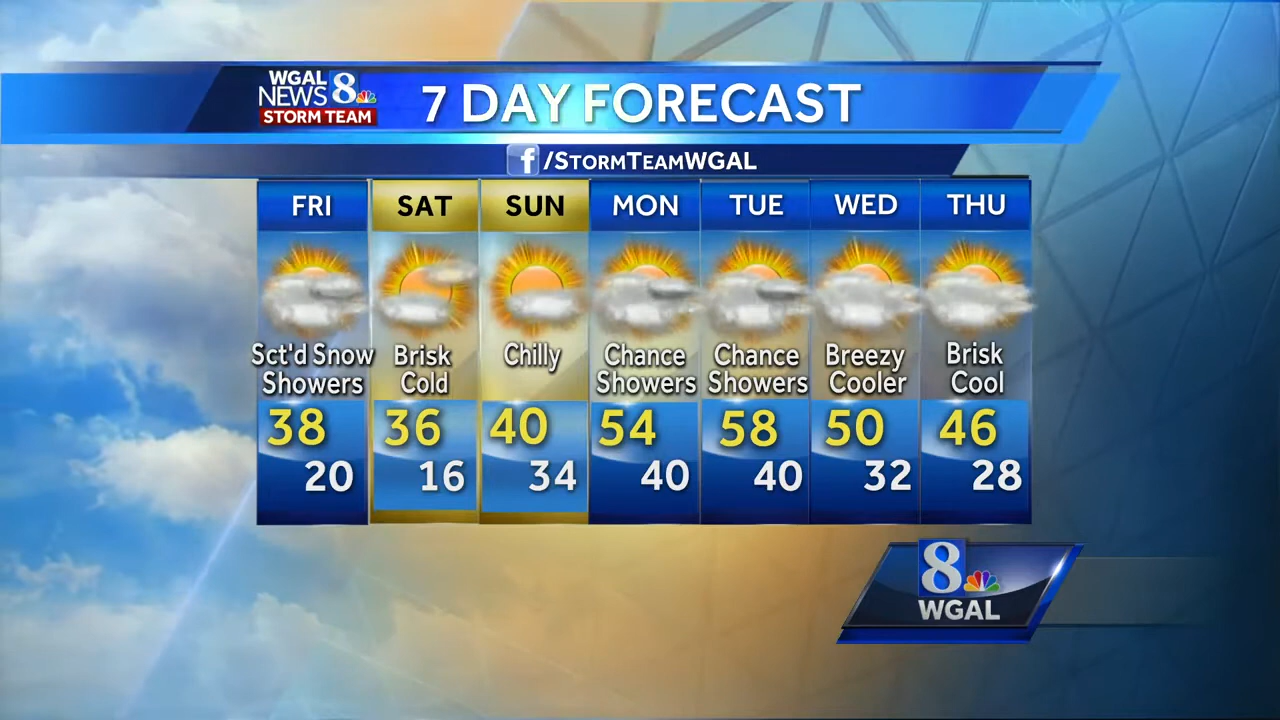 WGAL
NEWS 8
STORM TEAM
7 DAY FORECAST
f /StormTeamWGAL
FRI SAT SUN MON TUE WED THU
Sct'd Snow Brisk Chilly Chance Chance Breezy Brisk
Showers Cold Showers Showers Cooler Cool
38 36 40 54 58 50 46
20 16 34 40 40 32 28
8
WGAL